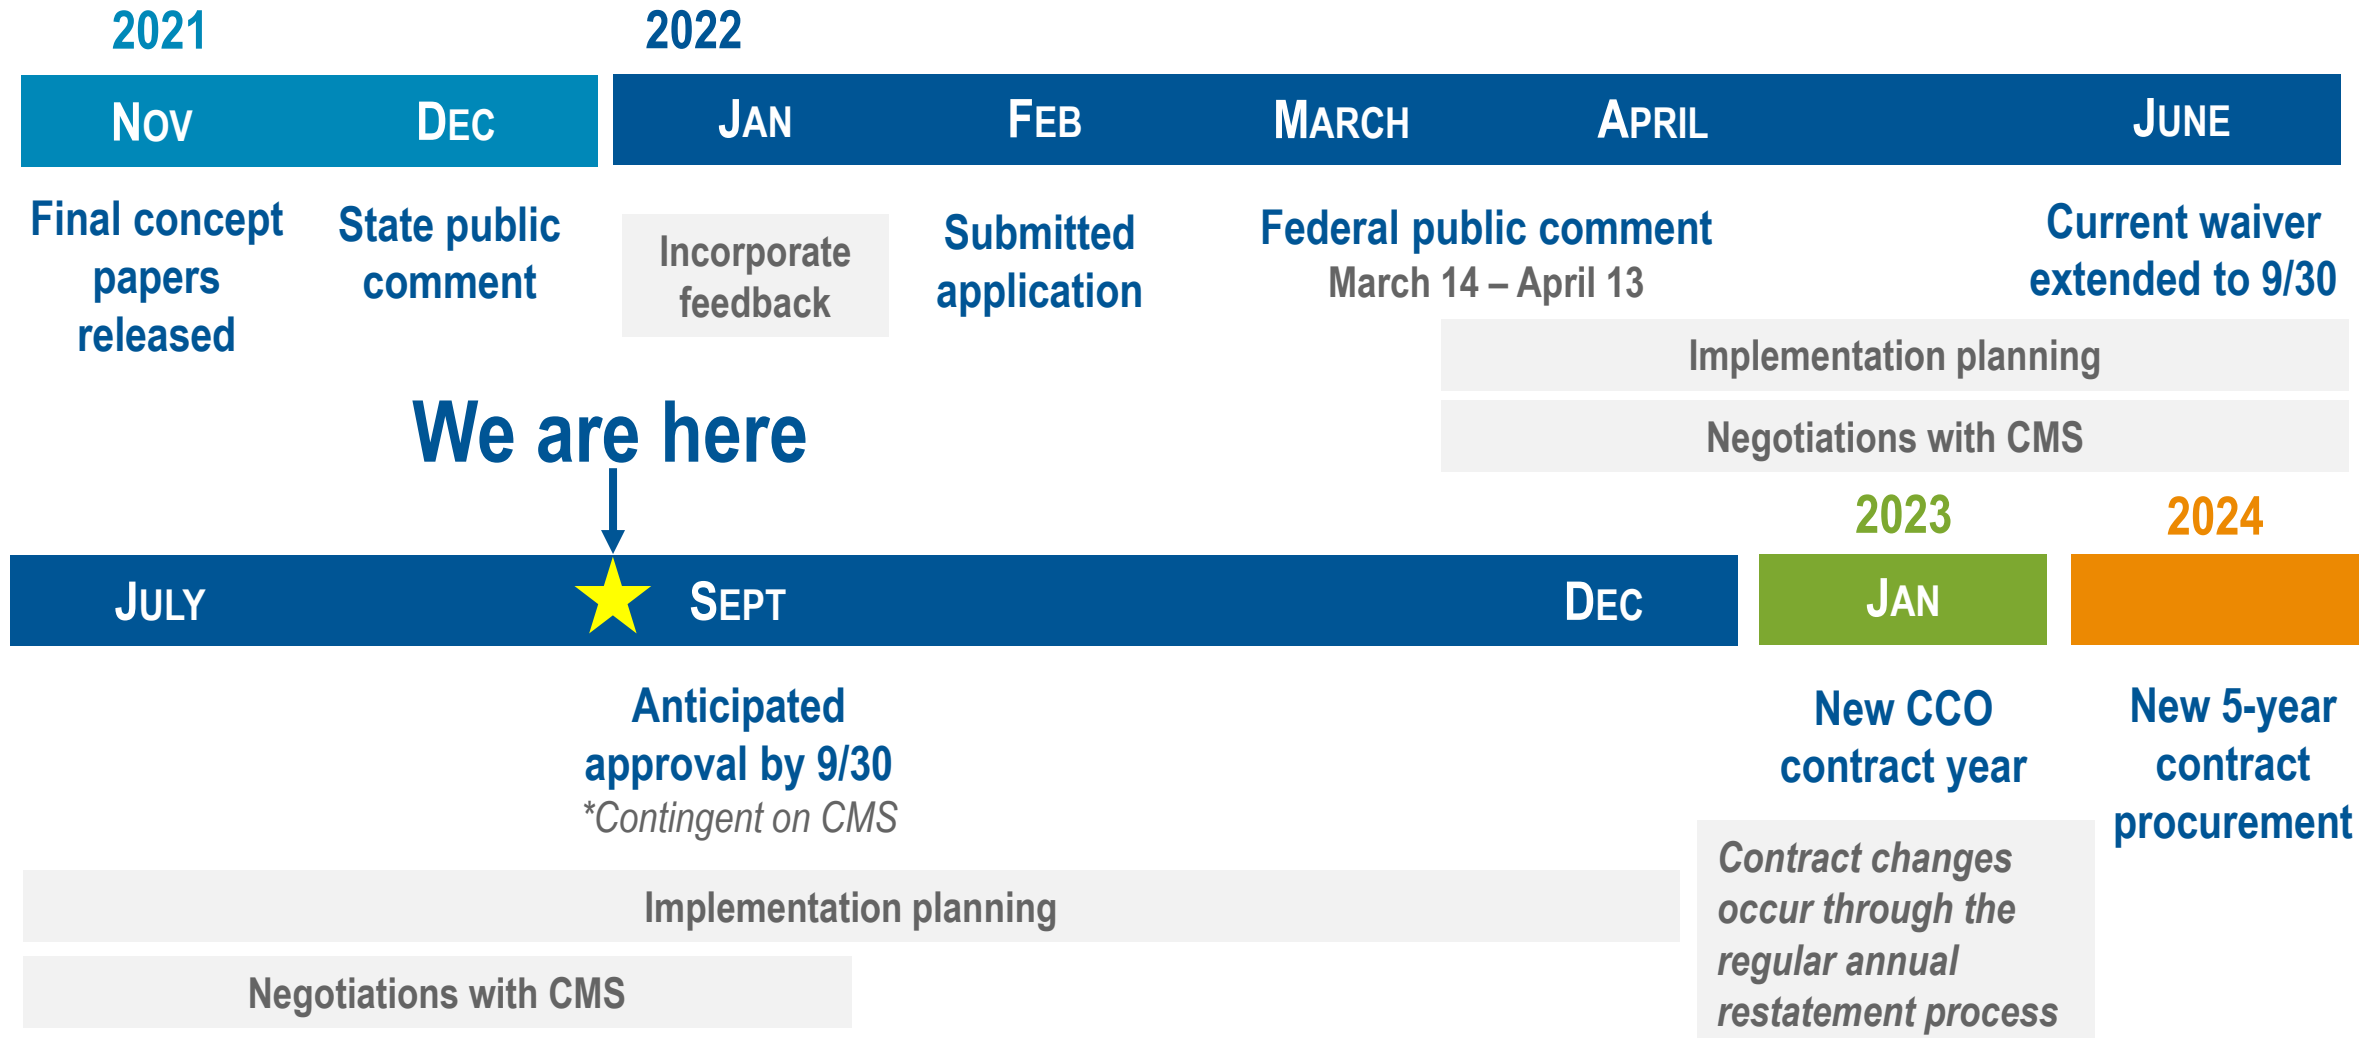 2021
2022
NOV
DEC
JAN
FEB
MARCH
APRIL
JUNE
Final concept
papers
released
State public
comment
Incorporate
feedback
Submitted
application
Federal public comment
March 14 – April 13
Current waiver
extended to 9/30
Implementation planning
Negotiations with CMS
We are here
2023
2024
JULY
SEPT
DEC
JAN
Anticipated
approval by 9/30
*Contingent on CMS
New CCO
contract year
New 5-year
contract
procurement
Contract changes
occur through the
regular annual
restatement process
Implementation planning
Negotiations with CMS